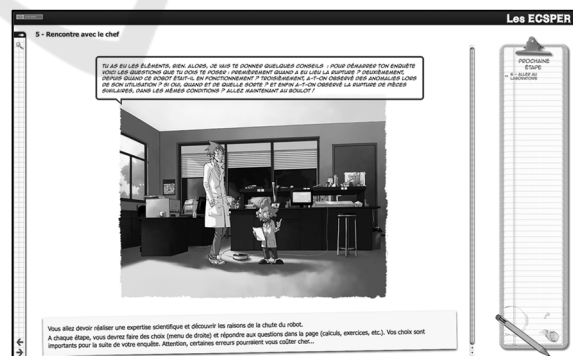 Les ECSPER
5 - Rencontre avec le chef
TU AS EU LES ÉLÉMENTS, BIEN. ALORS, JE VAIS TE DONNER QUELQUES CONSEILS : POUR DÉMARRER TON ENQUÊTE
VOICI LES QUESTIONS QUE TU DOIS TE POSER : PREMIÈREMENT QUAND A EU LIEU LA RUPTURE ? DEUXIÈMEMENT,
DEPUIS QUAND CE ROBOT ÉTAIT-IL EN FONCTIONNEMENT ? TROISIÈMEMENT, A-T-ON OBSERVÉ DES ANOMALIES LORS
DE SON UTILISATION ? SI OUI, QUAND ET DE QUELLE SORTE ? ET ENFIN A-T-ON OBSERVÉ LA RUPTURE DE PIÈCES
SIMILAIRES, DANS LES MÊMES CONDITIONS ? ALLEZ MAINTENANT AU BOULOT !
PROCHAINE
ÉTAPE
6 - ALLER AU
LABORATOIRE
Vous allez devoir réaliser une expertise scientifique et découvrir les raisons de la chute du robot.
A chaque étape, vous devrez faire des choix (menu de droite) et répondre aux questions dans la page (calculs, exercices, etc.). Vos choix sont
importants pour la suite de votre enquête. Attention, certaines erreurs pourraient vous coûter cher...